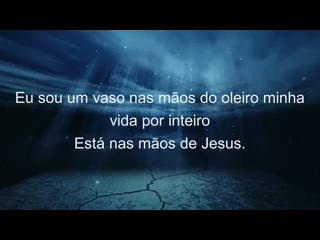 Eu sou um vaso nas mãos do oleiro minha
vida por inteiro
Está nas mãos de Jesus.